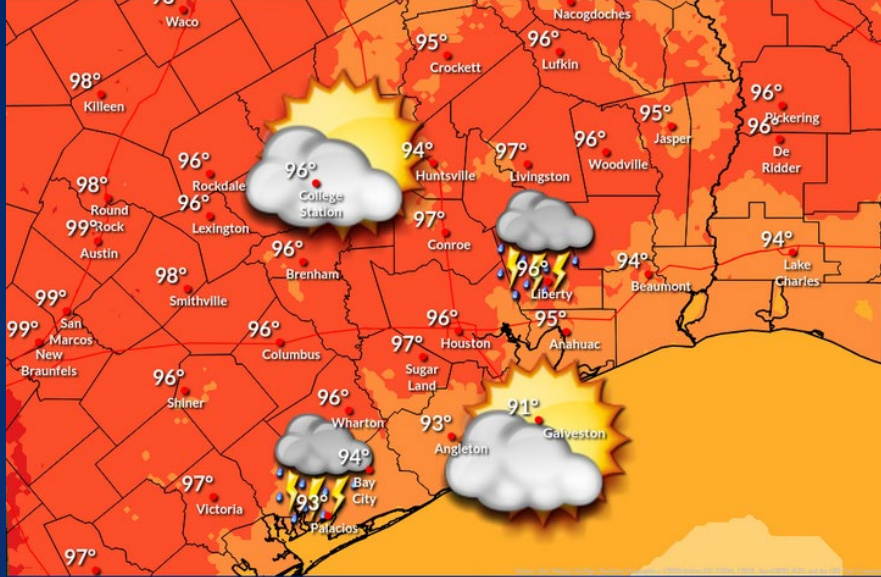 Waco
Nacogdoches
95°
Crockett
96°
Lufkin
98°
Killeen
96°
Pickering
95°
Jasper
96°
De
Ridder
96°
Woodville
97°
Livingston
94°
Huntsville
96°
College
Station
96°
Rockdale
98°
Round
Rock
96°
Lexington
99°
Austin
97°
Conroe
96°
Brenham
96°
Liberty
94°
Beaumont
94°
Lake
Charles
98°
Smithville
99°
San
Marcos
99°
New
Braunfels
96°
Columbus
96°
Houston
95°
Anahuac
97°
Sugar
Land
96°
Shiner
96°
Wharton
93°
Angleton
91°
Galveston
94°
Bay
City
93°
Palacios
97°
Victoria
97°